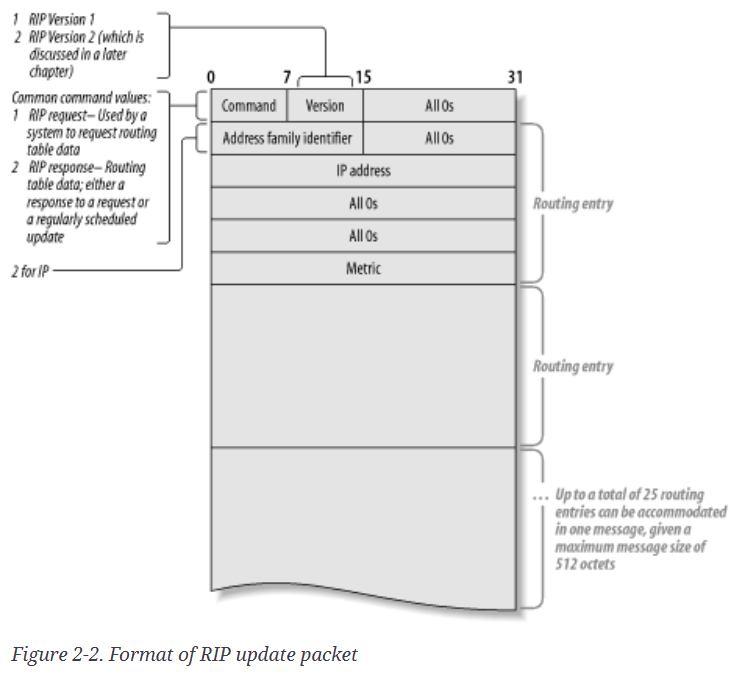 1 RIP Version 1
2 RIP Version 2 (which is
discussed in a later
chapter)
0 7 15 31
Common command values:
1 RIP request– Used by a
system to request routing
table data
2 RIP response– Routing
table data; either a
response to a request or
a regularly scheduled
update
2 for IP
Command Version All 0s
Address family identifier All 0s
IP address
All 0s
All 0s
Metric
Routing entry
Routing entry
... Up to a total of 25 routing
entries can be accommodated
in one message, given a
maximum message size of
512 octets
Figure 2-2. Format of RIP update packet